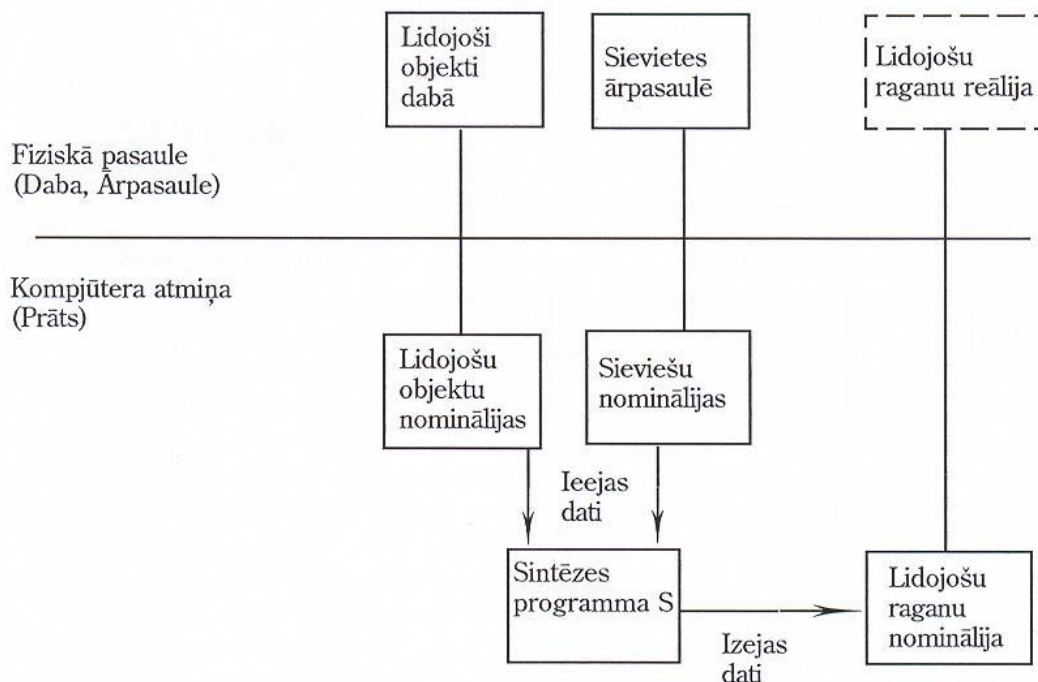 Lidojoši
objekti
dabā
Sievietes
ārpasaulē
Lidojošu
raganu reālija
Fiziskā pasaule
(Daba, Ārpasaule)
Kompjūtera atmiņa
(Prāts)
Lidojošu
objektu
nominālijas
Sieviešu
nominālijas
Ieejas
dati
Sintēzes
programma S
Izejas
dati
Lidojošu
raganu
nominālija